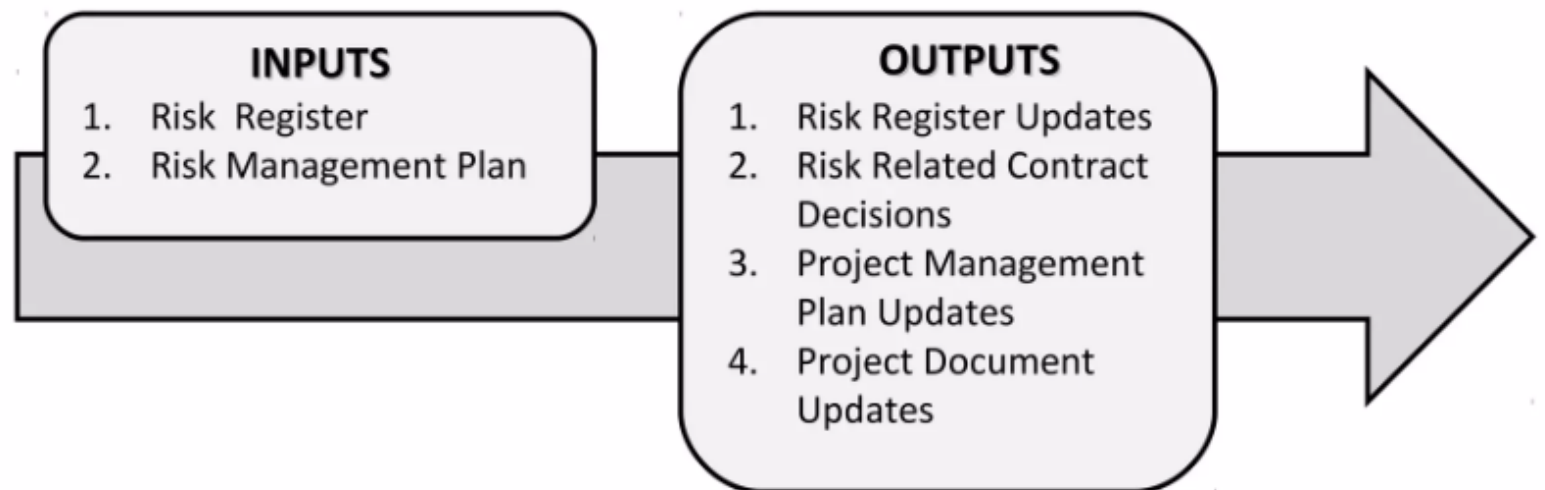 INPUTS
1. Risk Register
2. Risk Management Plan
OUTPUTS
1. Risk Register Updates
2. Risk Related Contract
Decisions
3. Project Management
Plan Updates
4. Project Document
Updates